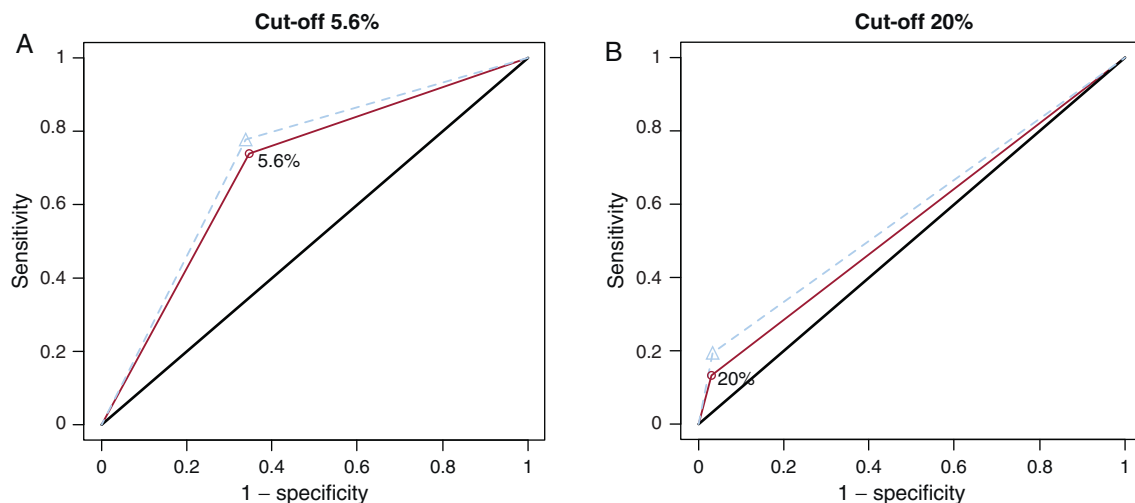 Cut-off 5.6%
A
1
0.8
0.6
0.4
0.2
0
Sensitivity
5.6%
0 0.2 0.4 0.6 0.8 1
1 – specificity
Cut-off 20%
B
1
0.8
0.6
0.4
0.2
0
Sensitivity
20%
0 0.2 0.4 0.6 0.8 1
1 – specificity